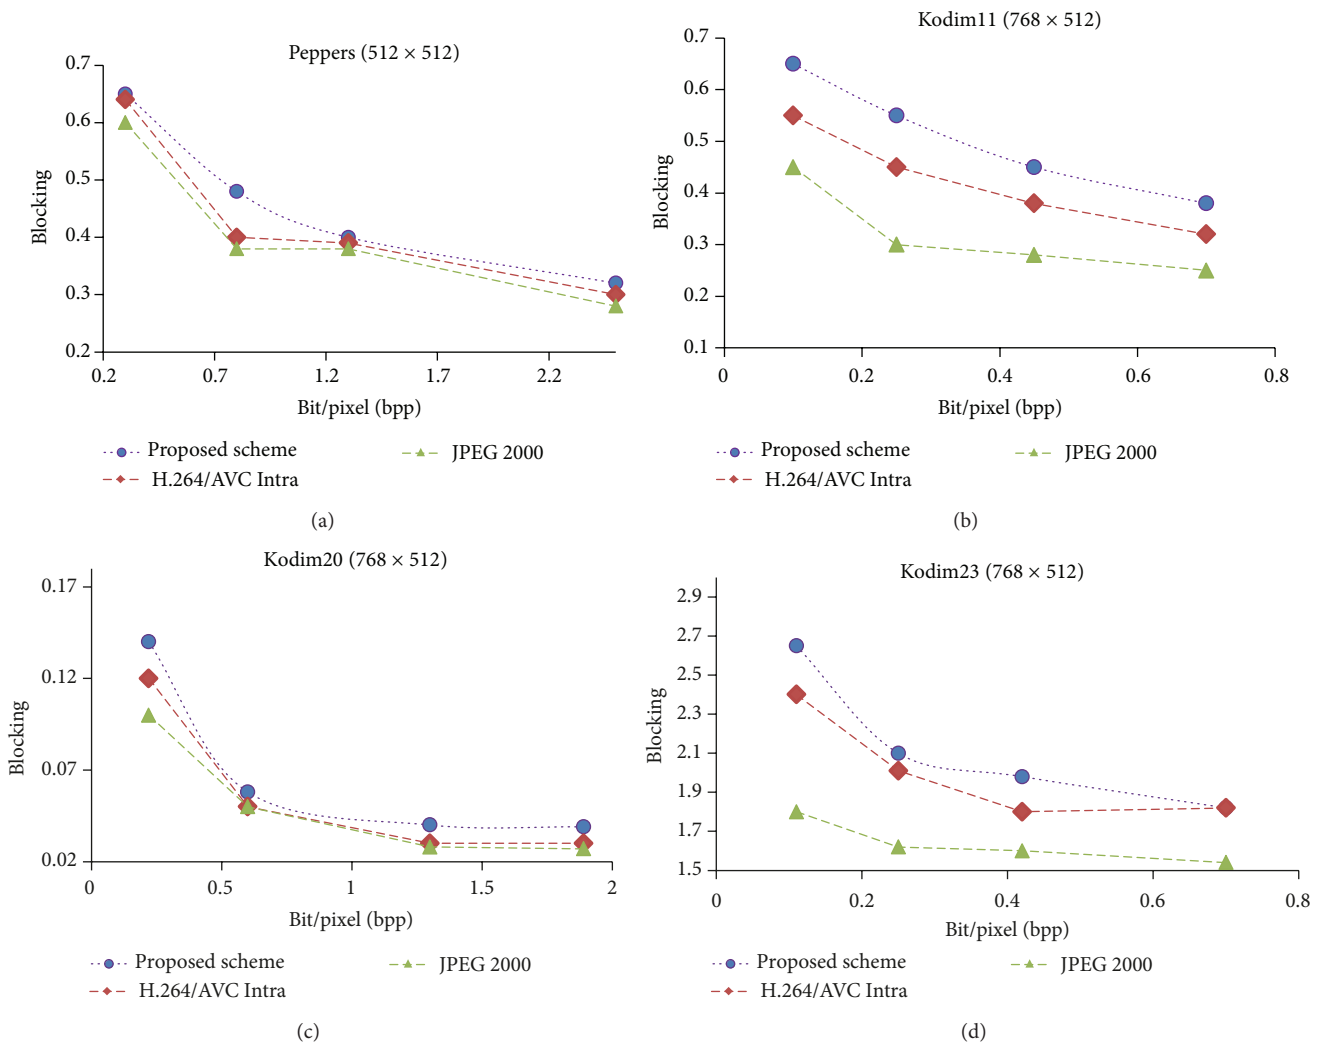 Peppers (512 × 512)
0.7
0.6
0.5
0.4
0.3
0.2
Blocking
0.2 0.7 1.2 1.7 2.2
Bit/pixel (bpp)
Proposed scheme
JPEG 2000
H.264/AVC Intra
(a)
Kodim11 (768 × 512)
0.7
0.6
0.5
0.4
0.3
0.2
0.1
Blocking
0 0.2 0.4 0.6 0.8
Bit/pixel (bpp)
Proposed scheme
JPEG 2000
H.264/AVC Intra
(b)
Kodim20 (768 × 512)
0.17
0.12
0.07
0.02
Blocking
0 0.5 1 1.5 2
Bit/pixel (bpp)
Proposed scheme
JPEG 2000
H.264/AVC Intra
(c)
Kodim23 (768 × 512)
2.9
2.7
2.5
2.3
2.1
1.9
1.7
1.5
Blocking
0 0.2 0.4 0.6 0.8
Bit/pixel (bpp)
Proposed scheme
JPEG 2000
H.264/AVC Intra
(d)